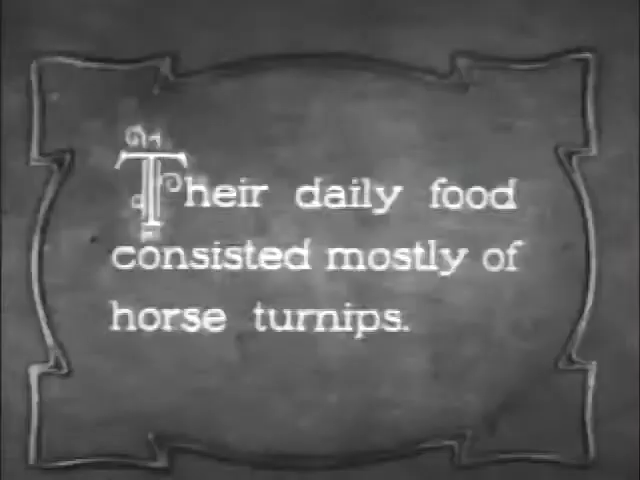 Their daily food
consisted mostly of
horse turnips.